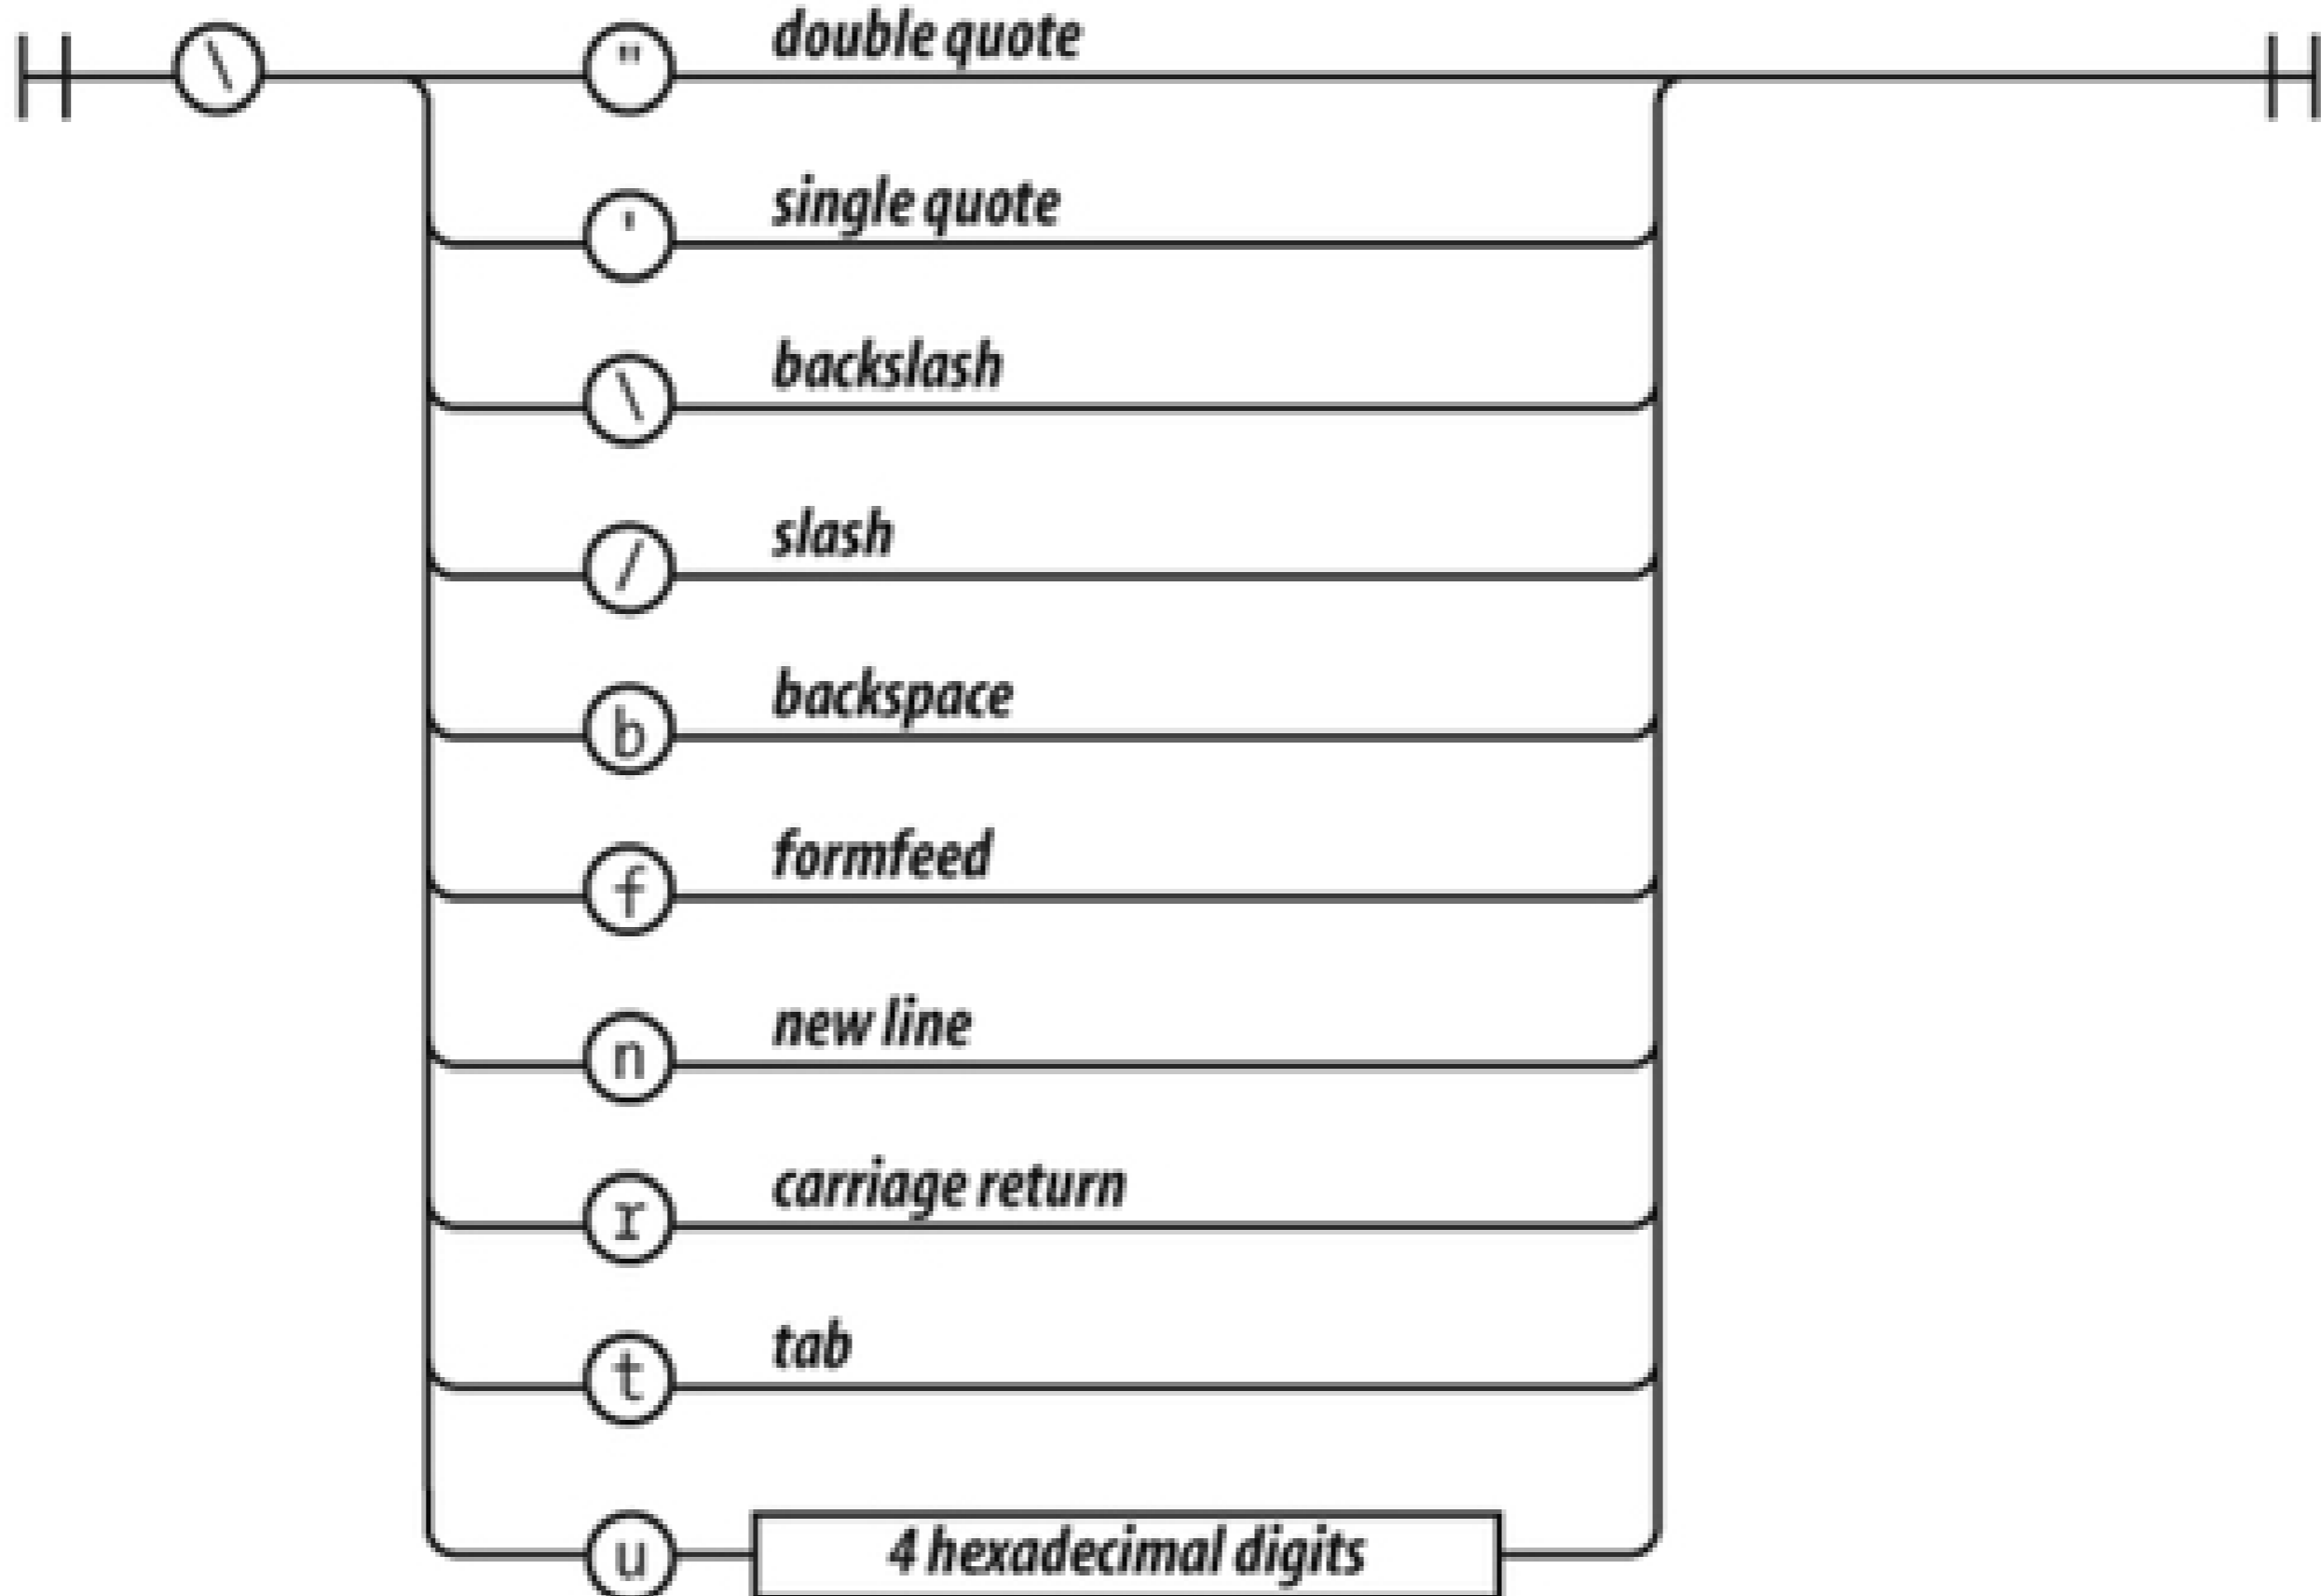 \ " double quote
' single quote
\ backslash
/ slash
b backspace
f formfeed
n new line
r carriage return
t tab
u 4 hexadecimal digits